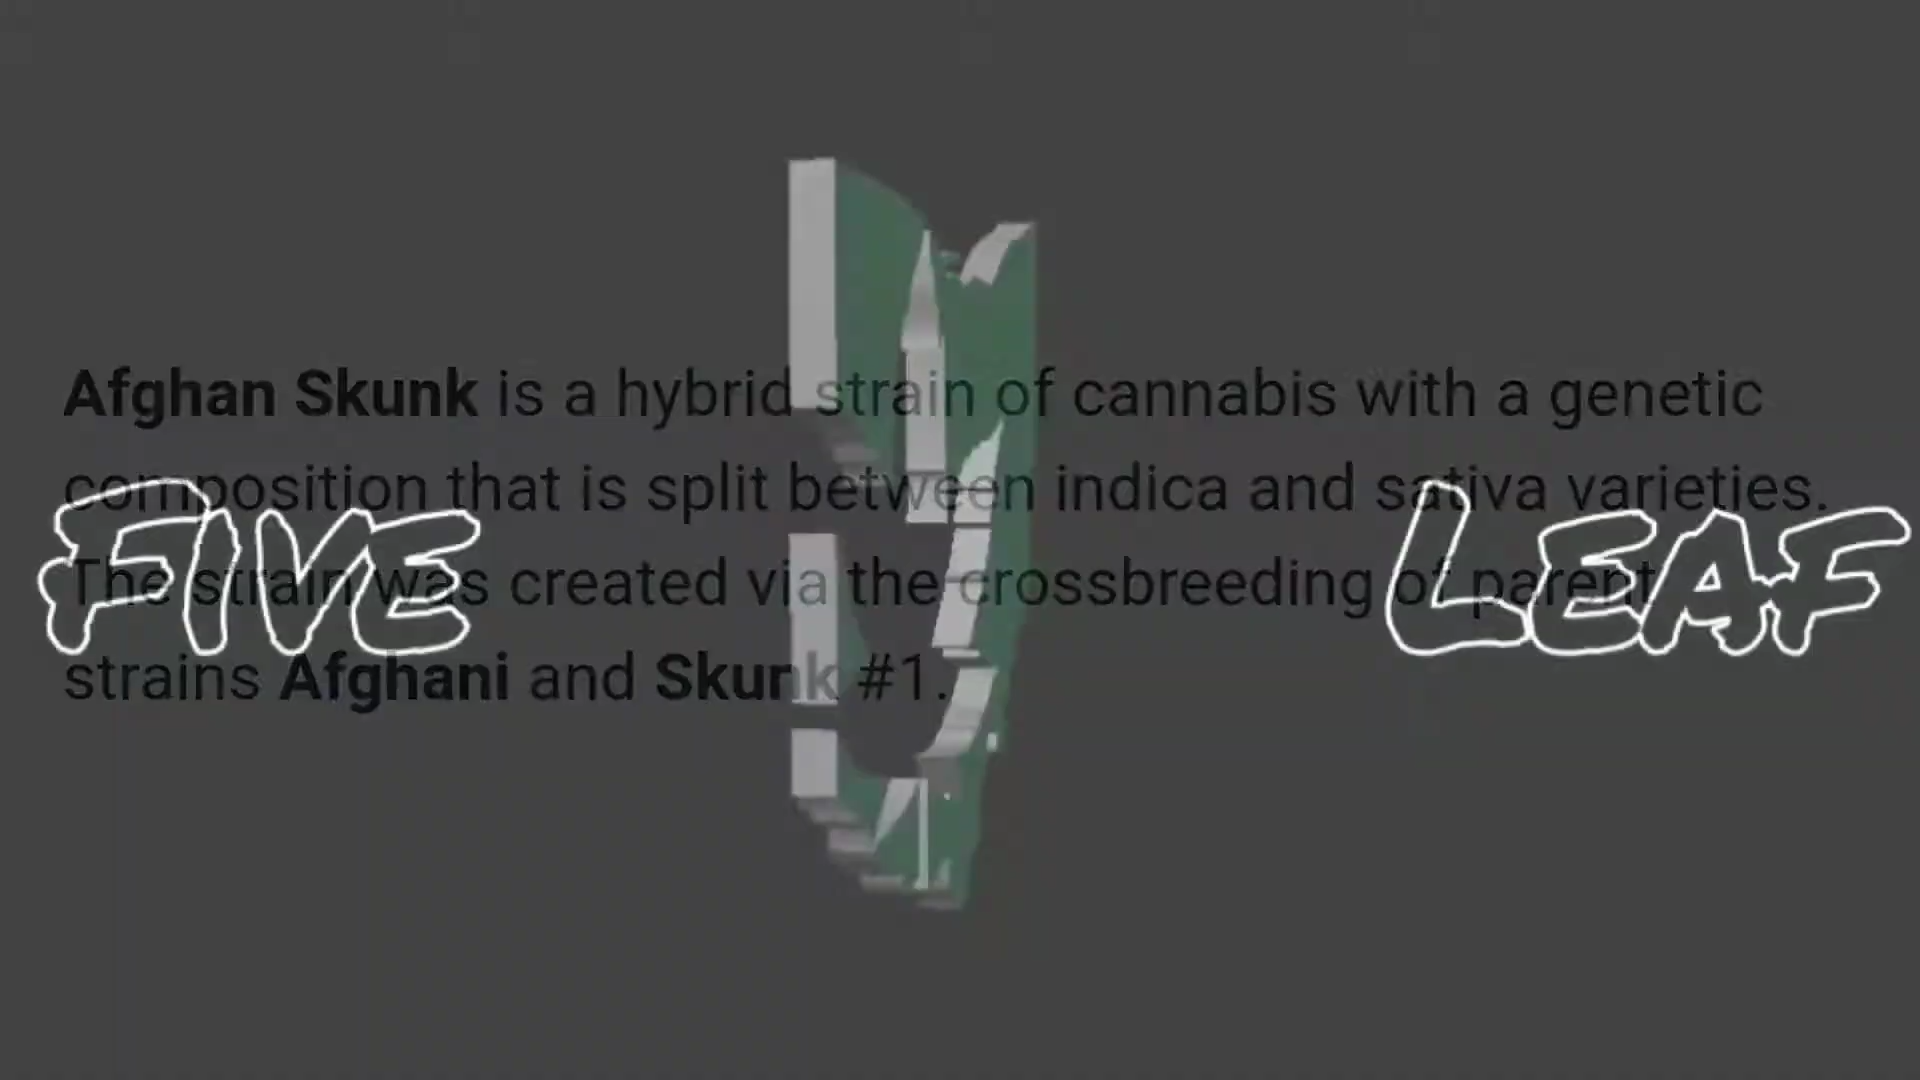 Afghan Skunk is a hybrid strain of cannabis with a genetic
composition that is split between indica and sativa varieties.
The strain was created via the crossbreeding of parent
strains Afghani and Skunk #1.
FIVE
LEAF